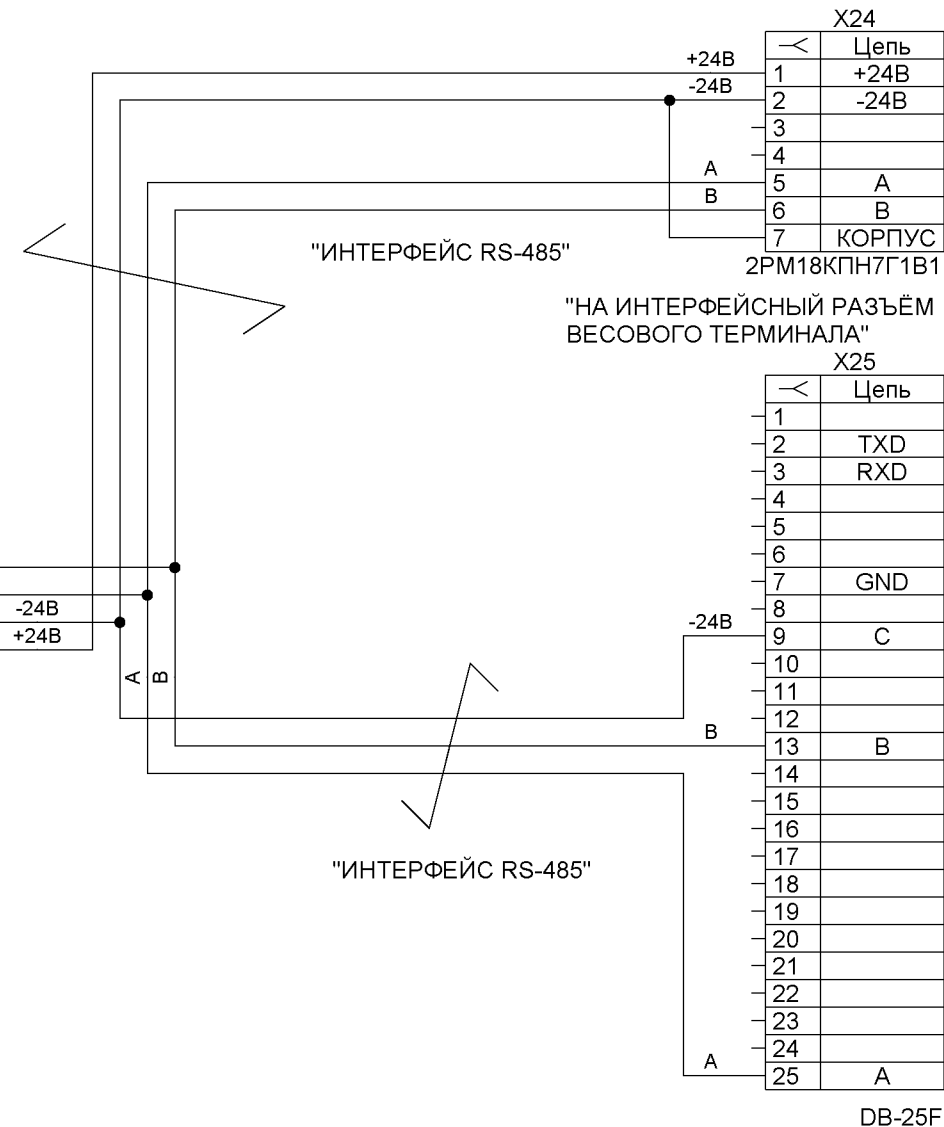 X24
Цепь
+24В
1 +24В
-24В
2 -24В
3
4
А
5 А
В
6 В
7 КОРПУС
"ИНТЕРФЕЙС RS-485"
2РМ18КПН7Г1В1
"НА ИНТЕРФЕЙСНЫЙ РАЗЪЁМ
ВЕСОВОГО ТЕРМИНАЛА"
X25
Цепь
1
2 TXD
3 RXD
4
5
6
7 GND
8
-24В
+24В
-24В
9 С
А В
10
11
12
В
13 В
14
15
16
17
"ИНТЕРФЕЙС RS-485"
18
19
20
21
22
23
24
А
25 А
DB-25F